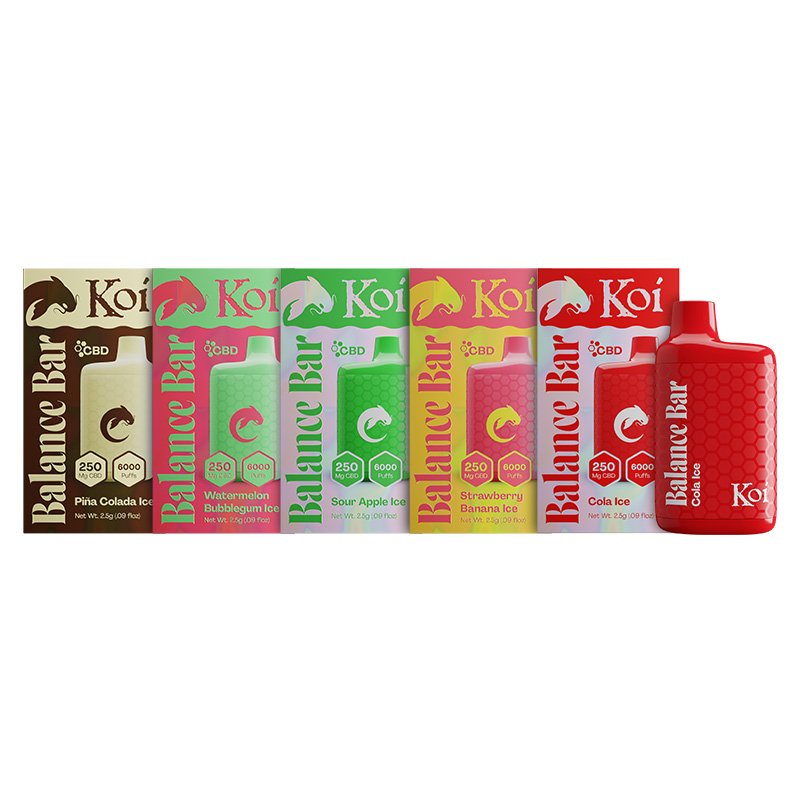 Koi
CBD
Balance Bar
250
Mg CBD
6000
Puffs
Piña Colada Ice
Net Wt. 2.5g (.09 floz)
Koi
CBD
Balance Bar
250
Mg CBD
6000
Puffs
Watermelon
Bubblegum Ice
Net Wt. 2.5g (.09 floz)
Koi
CBD
Balance Bar
250
Mg CBD
6000
Puffs
Sour Apple Ice
Net Wt. 2.5g (.09 floz)
Koi
CBD
Balance Bar
250
Mg CBD
6000
Puffs
Strawberry
Banana Ice
Net Wt. 2.5g (.09 floz)
Koi
CBD
Balance Bar
250
Mg CBD
6000
Puffs
Cola Ice
Net Wt. 2.5g (.09 floz)
Balance Bar
Cola Ice
Koi